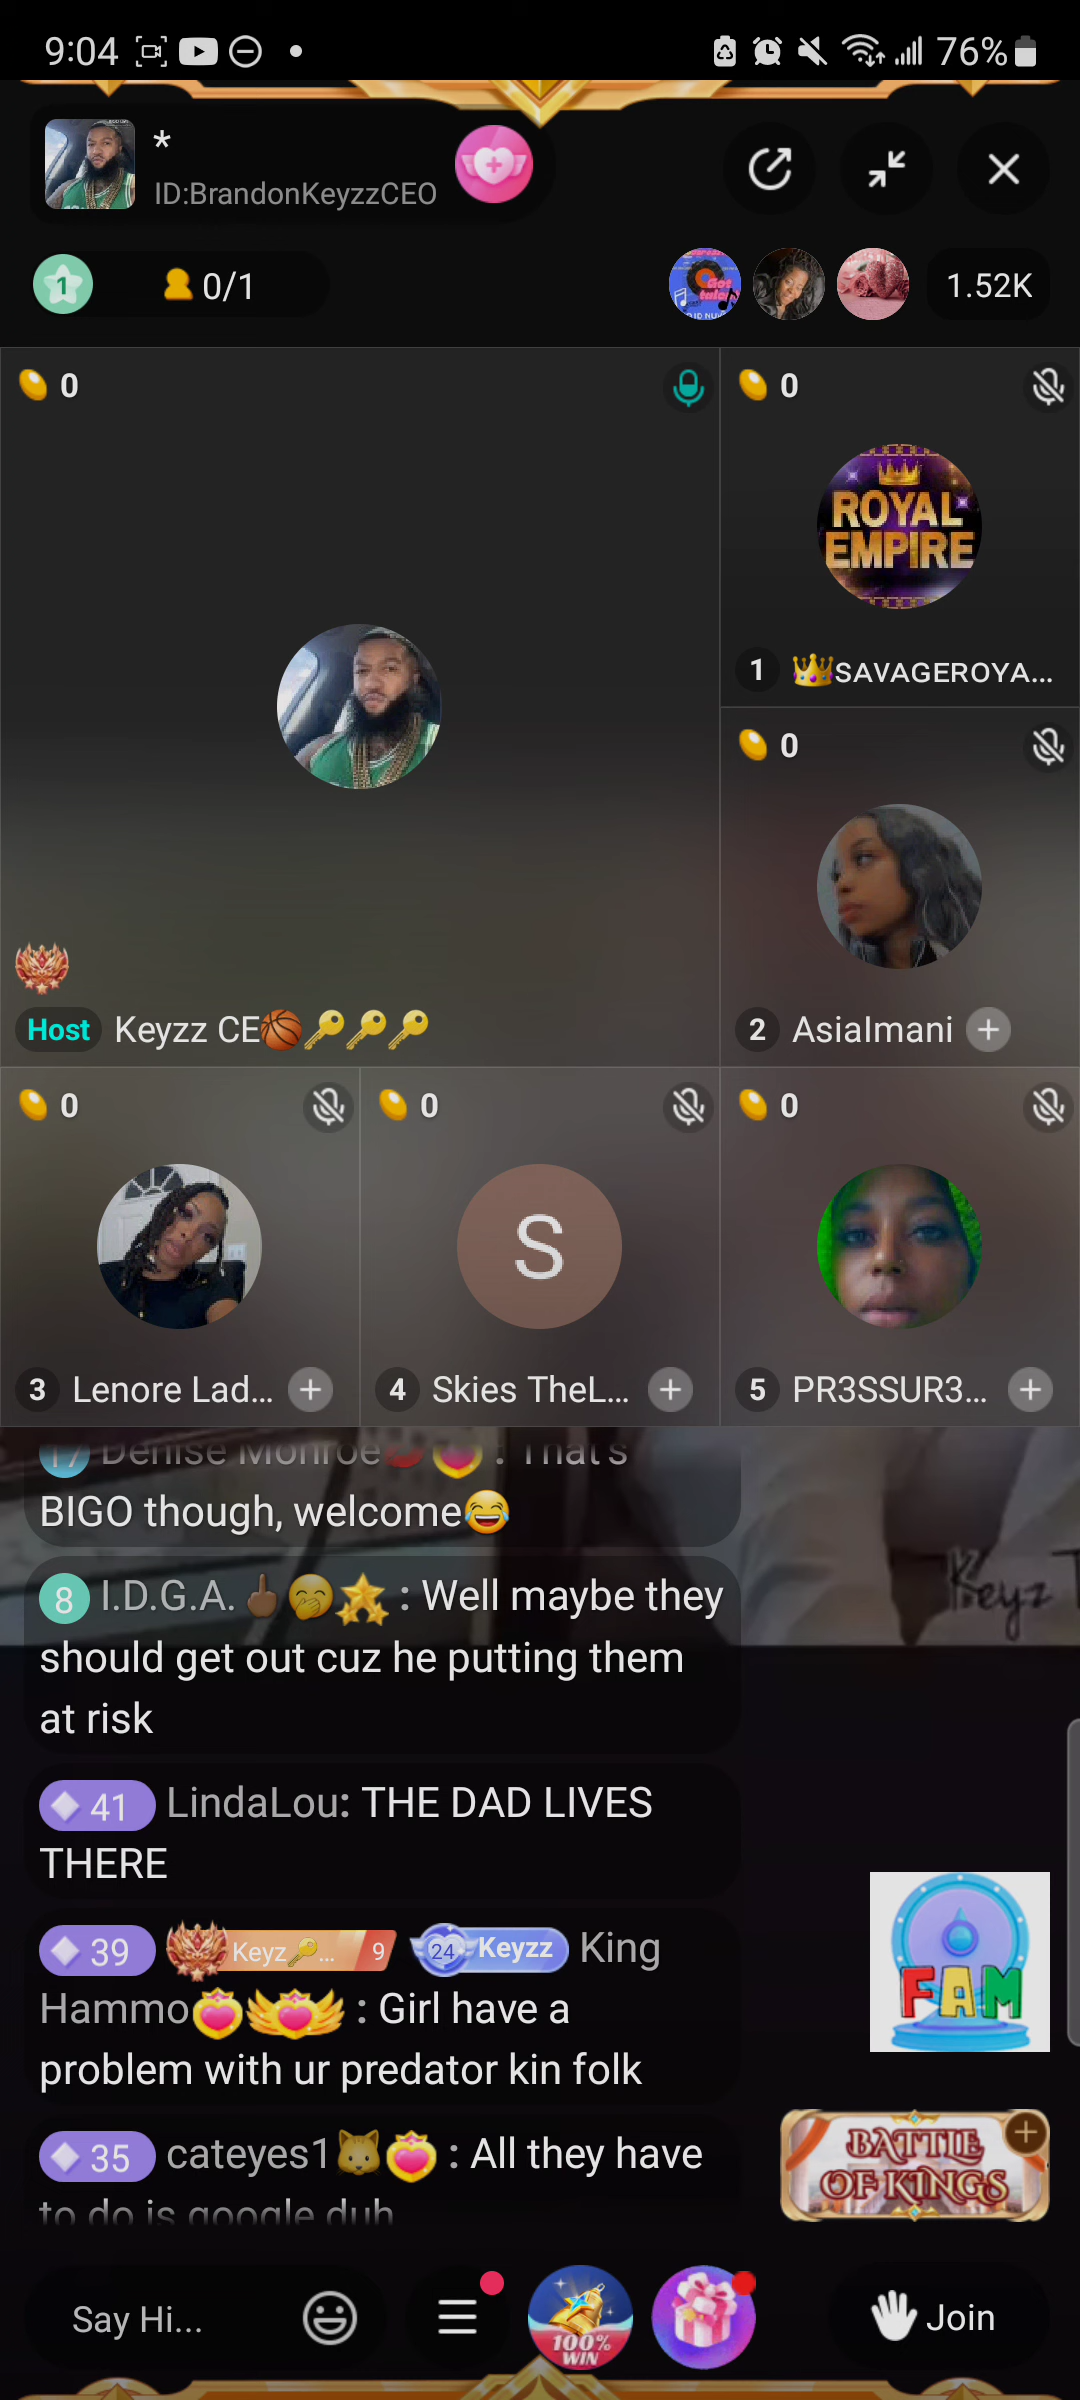 9:04
76%
*
ID:BrandonKeyzzCEO
1
0/1
Got
1.52K
0
0
ROYAL
EMPIRE
1 SAVAGEROYA...
0
Host Keyzz CE🏀🔑🔑🔑
2 AsiaImani
0
0
0
S
3 Lenore Lad...
4 Skies TheL...
5 PR3SSUR3...
17 Denise Monroe : That's
BIGO though, welcome😂
Keyz
8 I.D.G.A.🖕🏽🤭 : Well maybe they
should get out cuz he putting them
at risk
41 LindaLou: THE DAD LIVES
THERE
39 Keyz🔑... 9 24 Keyzz King
Hammo : Girl have a
problem with ur predator kin folk
FAM
35 cateyes1🐱 : All they have
to do is google duh
BATTLE
OF KINGS
Say Hi...
100%
WIN
Join